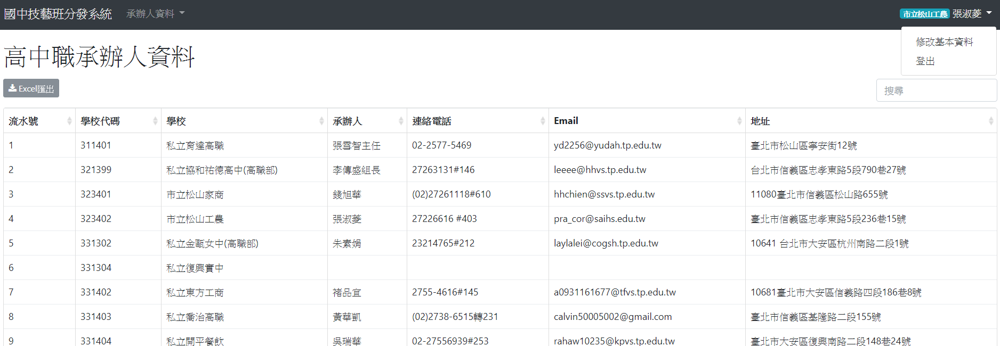 國中技藝班分發系統 承辦人資料 市立松山工農 張淑菱
修改基本資料
登出
高中職承辦人資料
Excel匯出
搜尋
流水號 學校代碼 學校 承辦人 連絡電話 Email 地址
1 311401 私立育達高職 張雪智主任 02-2577-5469 yd2256@yudah.tp.edu.tw 臺北市松山區寧安街12號
2 321399 私立協和祐德高中(高職部) 李傳盛組長 27263131#146 leeee@hhvs.tp.edu.tw 台北市信義區忠孝東路5段790巷27號
3 323401 市立松山家商 錢旭華 (02)27261118#610 hhchien@ssvs.tp.edu.tw 11080臺北市信義區松山路655號
4 323402 市立松山工農 張淑菱 27226616 #403 pra_cor@saihs.edu.tw 臺北市信義區忠孝東路5段236巷15號
5 331302 私立金甌女中(高職部) 朱素娟 23214765#212 laylalei@cogsh.tp.edu.tw 10641 台北市大安區杭州南路二段1號
6 331304 私立復興實中
7 331402 私立東方工商 褚品宜 2755-4616#145 a0931161677@tfvs.tp.edu.tw 10681臺北市大安區信義路四段186巷8號
8 331403 私立喬治高職 黃華凱 (02)2738-6515轉231 calvin50005002@gmail.com 臺北市信義區基隆路二段155號
9 331404 私立開平餐飲 吳瑞華 02-27556939#253 rahaw10235@kpvs.tp.edu.tw 臺北市大安區復興南路二段148巷24號